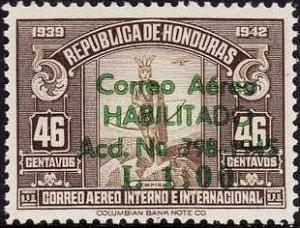 1939 1942
REPUBLICA DE HONDURAS
Correo Aéreo
HABILITADO
46 46
Acd. No. 798-1945
CENTAVOS CENTAVOS
L 1.00
CORREO AEREO INTERNO E INTERNACIONAL
COLUMBIAN BANK NOTE CO.